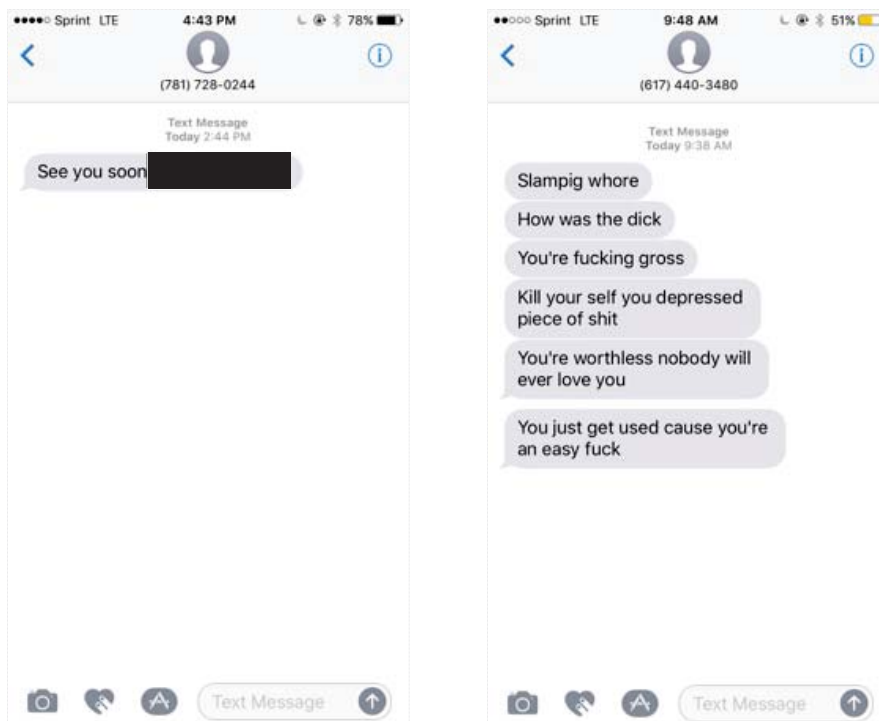 Sprint LTE 4:43 PM 78%
(781) 728-0244
Text Message
Today 2:44 PM
See you soon
Text Message
Sprint LTE 9:48 AM 51%
(617) 440-3480
Text Message
Today 9:38 AM
Slampig whore
How was the dick
You're fucking gross
Kill your self you depressed
piece of shit
You're worthless nobody will
ever love you
You just get used cause you're
an easy fuck
Text Message